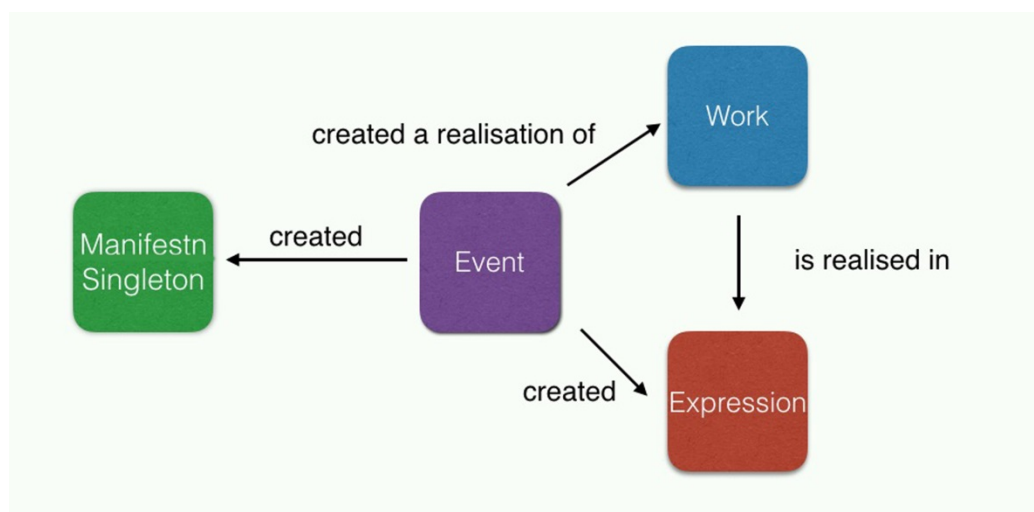 Work
created a realisation of
Manifestn
Singleton
created
Event
is realised in
created
Expression